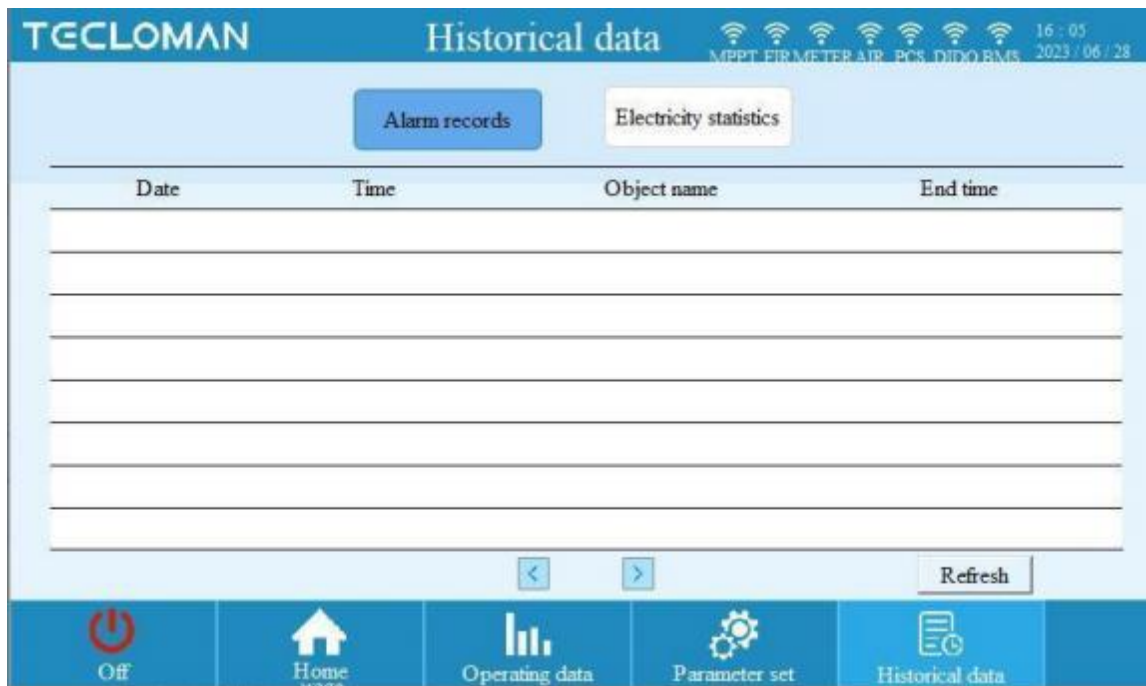 TECLOMAN
Historical data
MPPT FIR METER AIR PCS DIDO BMS
16 : 05
2023 / 06 / 28
Alarm records
Electricity statistics
Date Time Object name End time
< >
Refresh
Off
Home
Operating data
Parameter set
Historical data